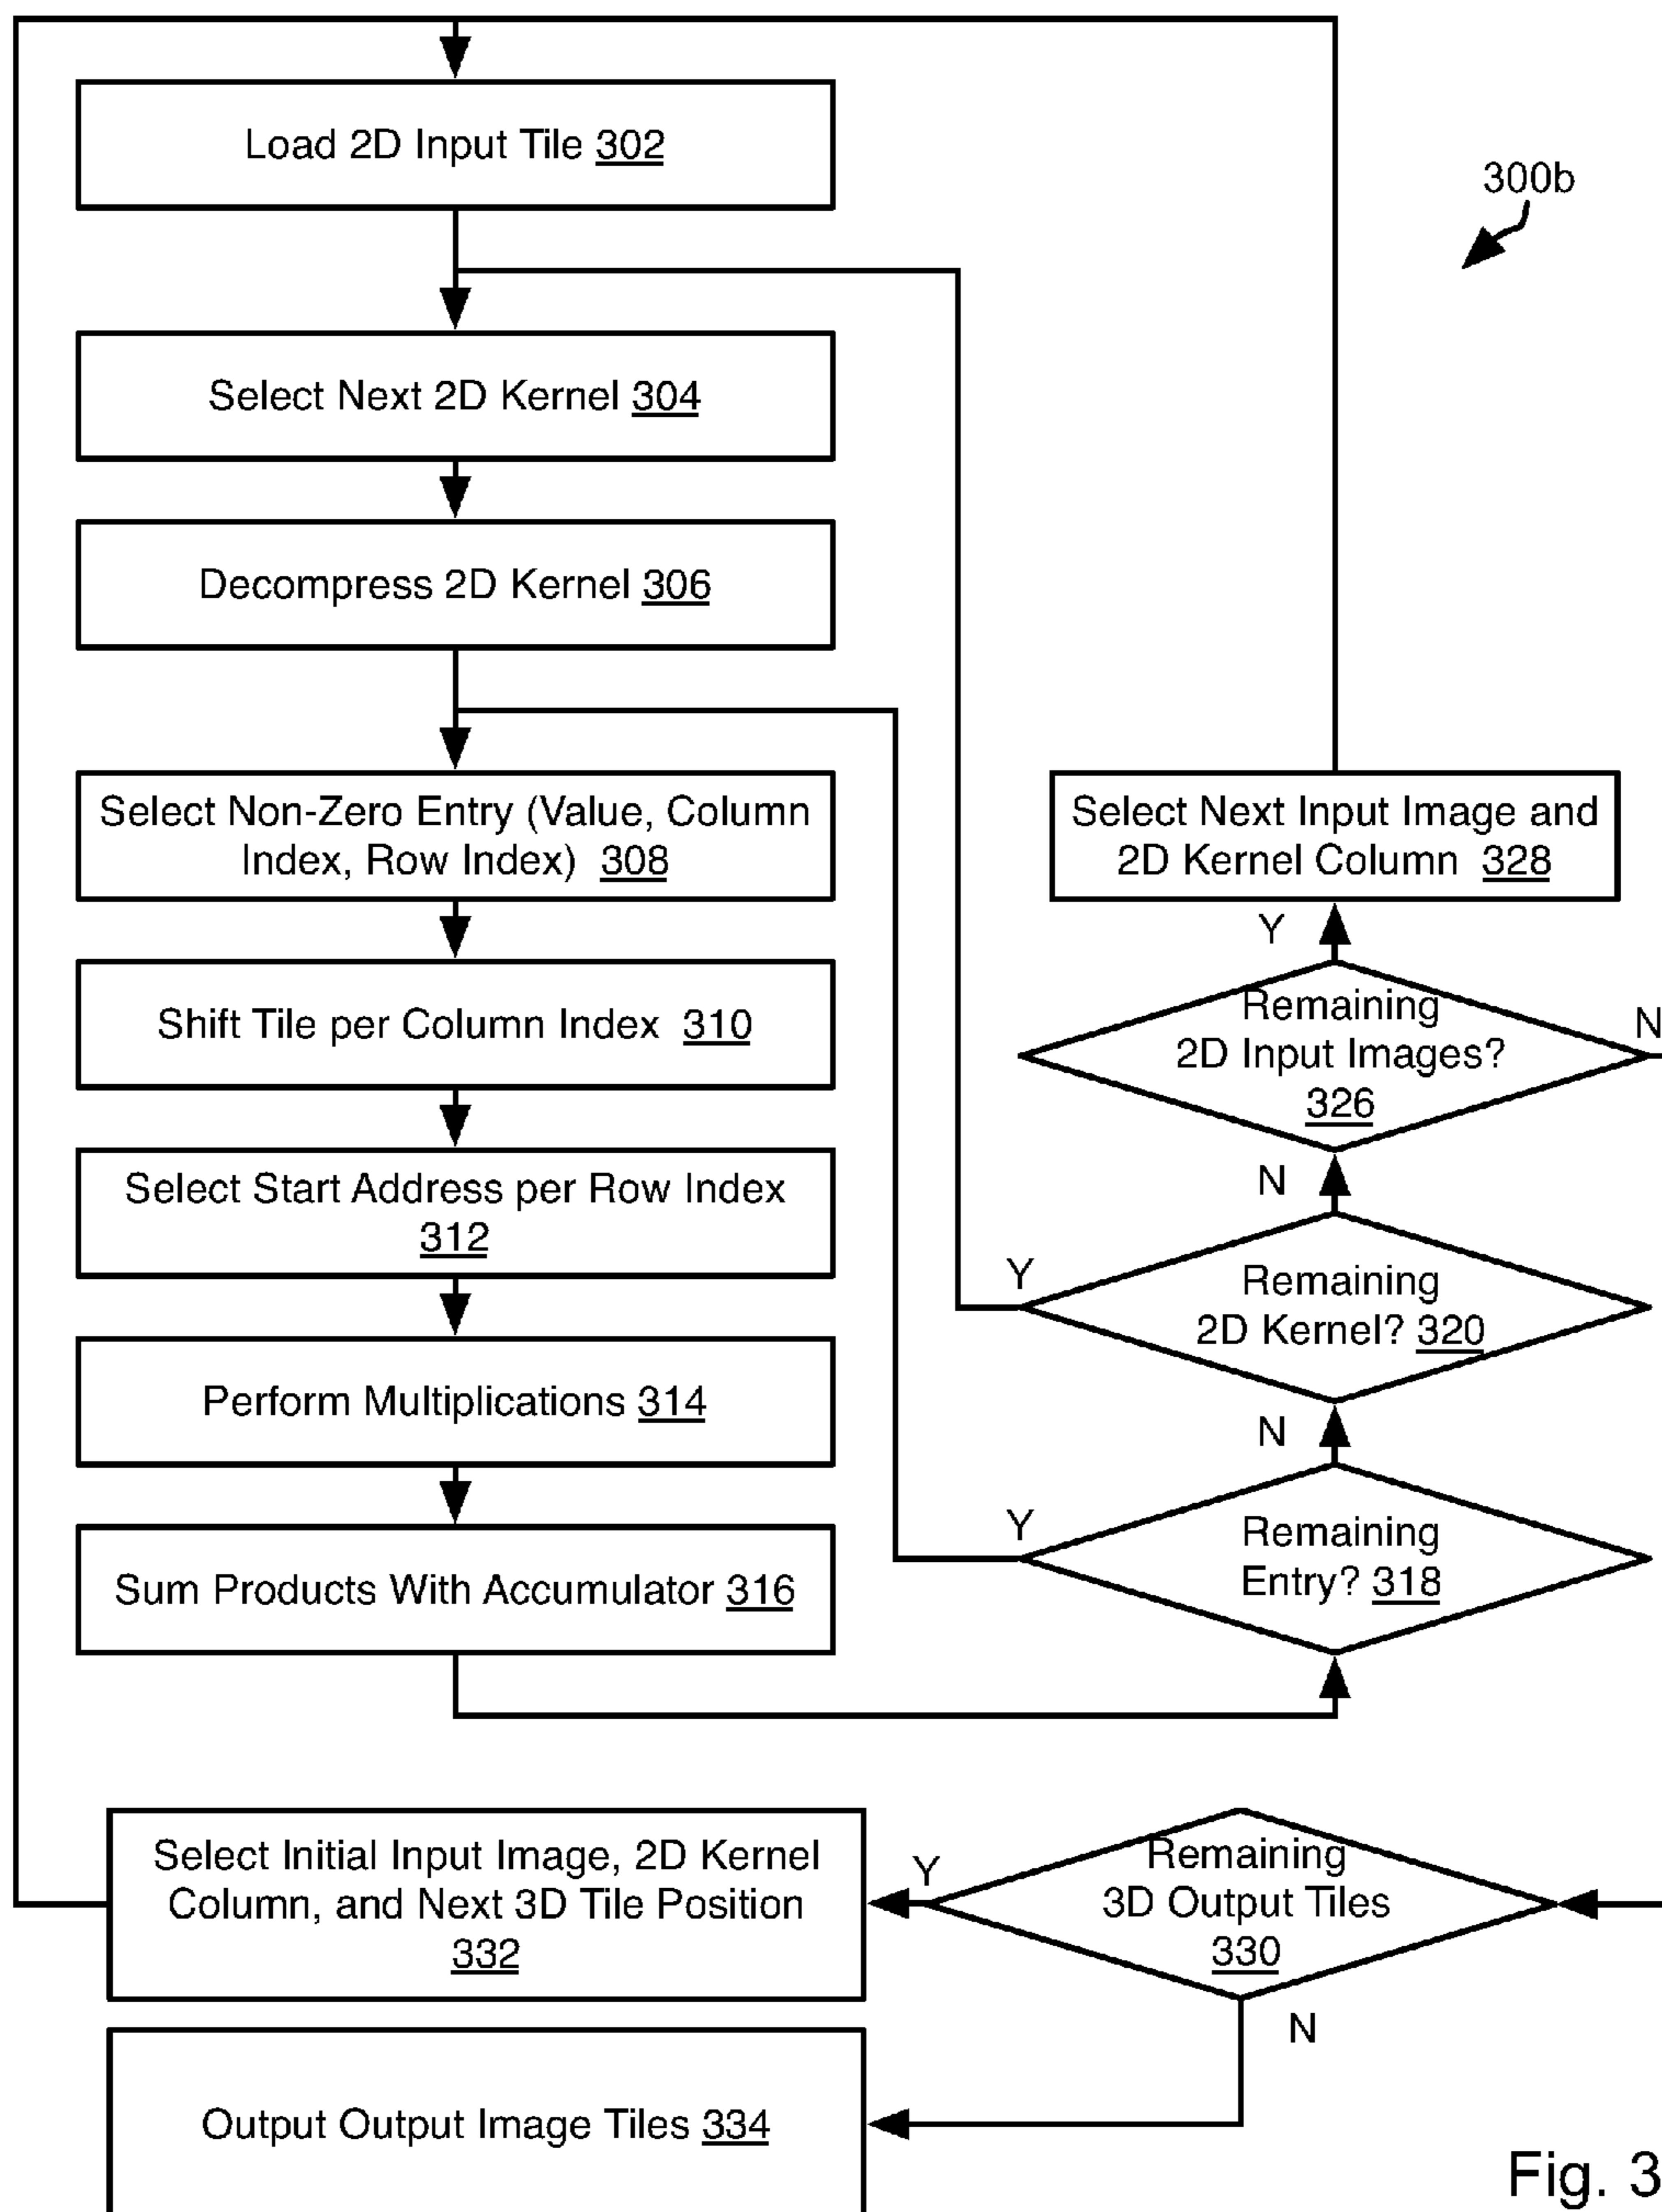 Load 2D Input Tile 302
300b
Select Next 2D Kernel 304
Decompress 2D Kernel 306
Select Non-Zero Entry (Value, Column
Index, Row Index) 308
Select Next Input Image and
2D Kernel Column 328
Y
Shift Tile per Column Index 310
Remaining
2D Input Images?
326
N
Select Start Address per Row Index
312
N
Y
Remaining
2D Kernel? 320
Perform Multiplications 314
N
Sum Products With Accumulator 316
Y
Remaining
Entry? 318
Select Initial Input Image, 2D Kernel
Column, and Next 3D Tile Position
332
Y
Remaining
3D Output Tiles
330
N
Output Output Image Tiles 334
Fig. 3